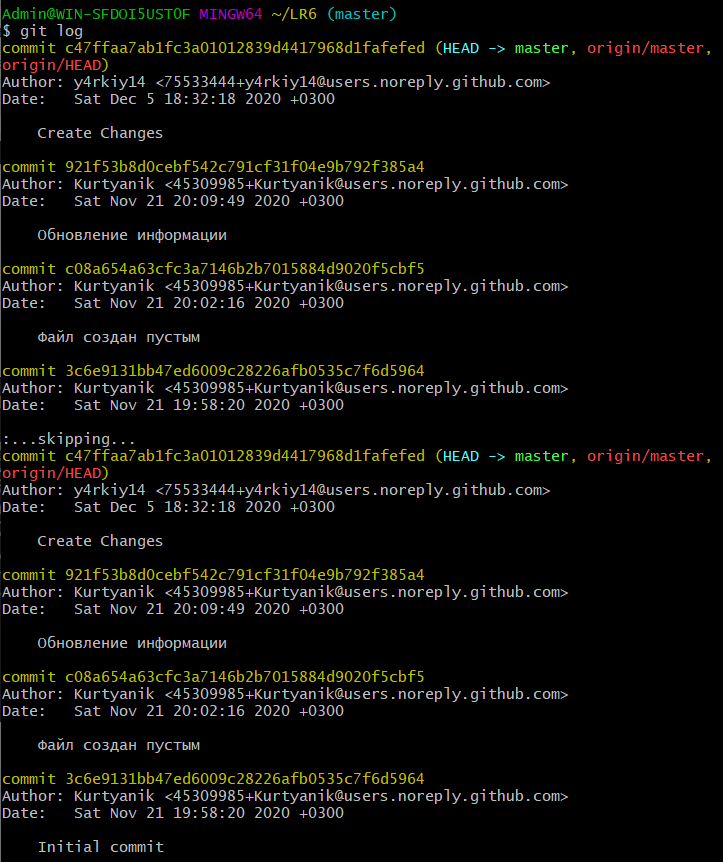 Admin@WIN-SFDOI5UST0F MINGW64 ~/LR6 (master)
$ git log
commit c47ffaa7ab1fc3a01012839d4417968d1fafefed (HEAD -> master, origin/master,
origin/HEAD)
Author: y4rkiy14 <75533444+y4rkiy14@users.noreply.github.com>
Date:   Sat Dec 5 18:32:18 2020 +0300

    Create Changes

commit 921f53b8d0cebf542c791cf31f04e9b792f385a4
Author: Kurtyanik <45309985+Kurtyanik@users.noreply.github.com>
Date:   Sat Nov 21 20:09:49 2020 +0300

    Обновление информации

commit c08a654a63cfc3a7146b2b7015884d9020f5cbf5
Author: Kurtyanik <45309985+Kurtyanik@users.noreply.github.com>
Date:   Sat Nov 21 20:02:16 2020 +0300

    Файл создан пустым

commit 3c6e9131bb47ed6009c28226afb0535c7f6d5964
Author: Kurtyanik <45309985+Kurtyanik@users.noreply.github.com>
Date:   Sat Nov 21 19:58:20 2020 +0300

:...skipping...
commit c47ffaa7ab1fc3a01012839d4417968d1fafefed (HEAD -> master, origin/master,
origin/HEAD)
Author: y4rkiy14 <75533444+y4rkiy14@users.noreply.github.com>
Date:   Sat Dec 5 18:32:18 2020 +0300

    Create Changes

commit 921f53b8d0cebf542c791cf31f04e9b792f385a4
Author: Kurtyanik <45309985+Kurtyanik@users.noreply.github.com>
Date:   Sat Nov 21 20:09:49 2020 +0300

    Обновление информации

commit c08a654a63cfc3a7146b2b7015884d9020f5cbf5
Author: Kurtyanik <45309985+Kurtyanik@users.noreply.github.com>
Date:   Sat Nov 21 20:02:16 2020 +0300

    Файл создан пустым

commit 3c6e9131bb47ed6009c28226afb0535c7f6d5964
Author: Kurtyanik <45309985+Kurtyanik@users.noreply.github.com>
Date:   Sat Nov 21 19:58:20 2020 +0300

    Initial commit